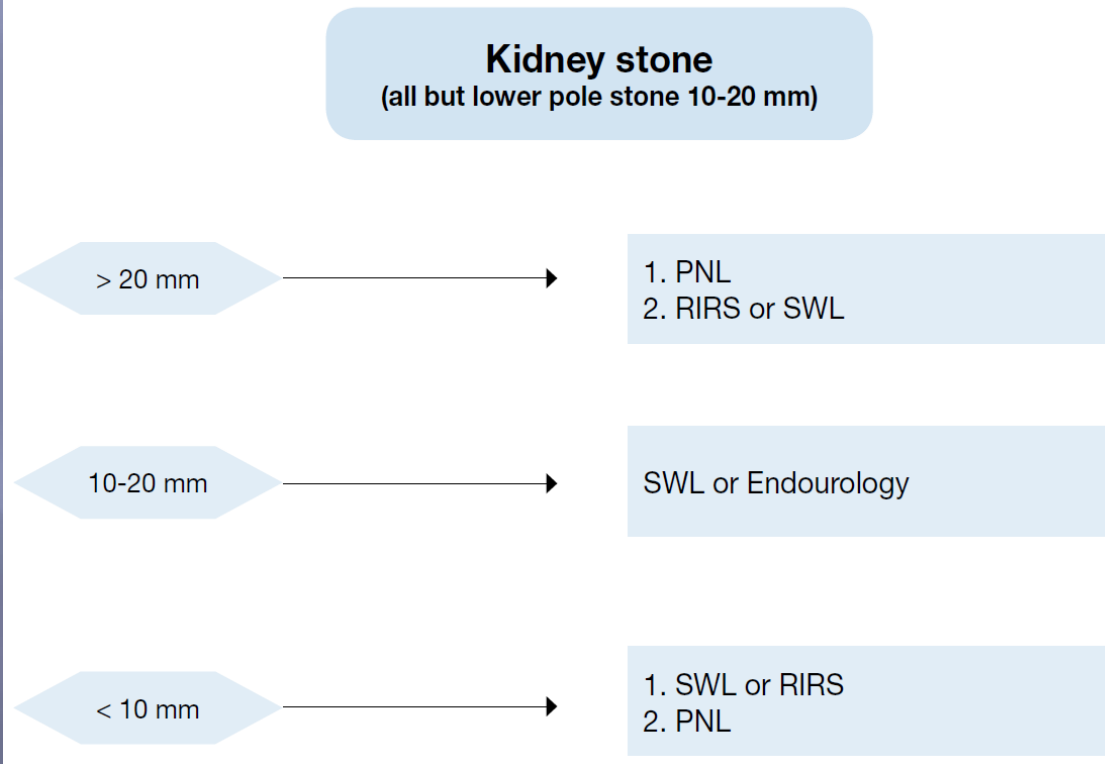 Kidney stone
(all but lower pole stone 10-20 mm)
> 20 mm
1. PNL
2. RIRS or SWL
10-20 mm
SWL or Endourology
< 10 mm
1. SWL or RIRS
2. PNL